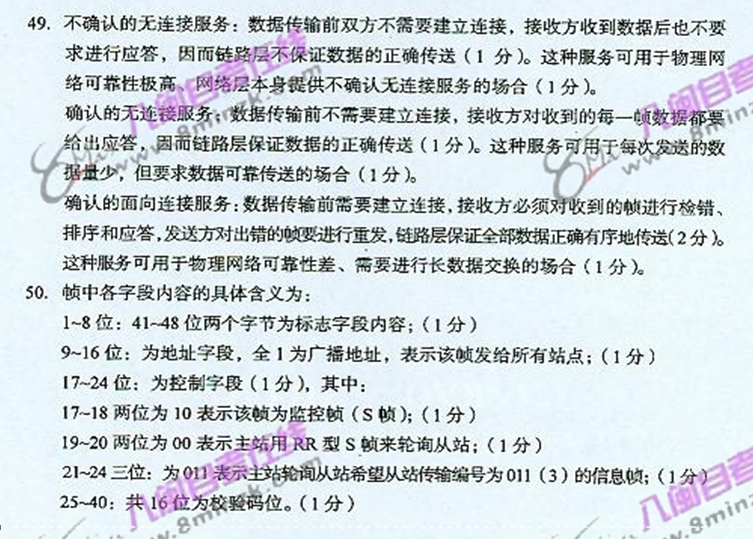 49. 不确认的无连接服务：数据传输前双方不需要建立连接，接收方收到数据后也不要
求进行应答，因而链路层不保证数据的正确传送（1 分）。这种服务可用于物理网
络可靠性极高、网络层本身提供不确认无连接服务的场合（1 分）。
确认的无连接服务：数据传输前不需要建立连接，接收方对收到的每一帧数据都要
给出应答，因而链路层保证数据的正确传送（1 分）。这种服务可用于每次发送的数
据量少，但要求数据可靠传送的场合（1 分）。
确认的面向连接服务：数据传输前需要建立连接，接收方必须对收到的帧进行检错、
排序和应答，发送方对出错的帧要进行重发，链路层保证全部数据正确有序地传送（2 分）。
这种服务可用于物理网络可靠性差、需要进行长数据交换的场合（1 分）。
50. 帧中各字段内容的具体含义为：
1~8 位：41~48 位两个字节为标志字段内容；（1 分）
9~16 位：为地址字段，全 1 为广播地址，表示该帧发给所有站点；（1 分）
17~24 位：为控制字段（1 分），其中：
17~18 两位为 10 表示该帧为监控帧（S 帧）；（1 分）
19~20 两位为 00 表示主站用 RR 型 S 帧来轮询从站；（1 分）
21~24 三位：为 011 表示主站轮询从站希望从站传输编号为 011（3）的信息帧；（1 分）
25~40：共 16 位为校验码位。（1 分）
八闽自考在线
www.8minzk.com